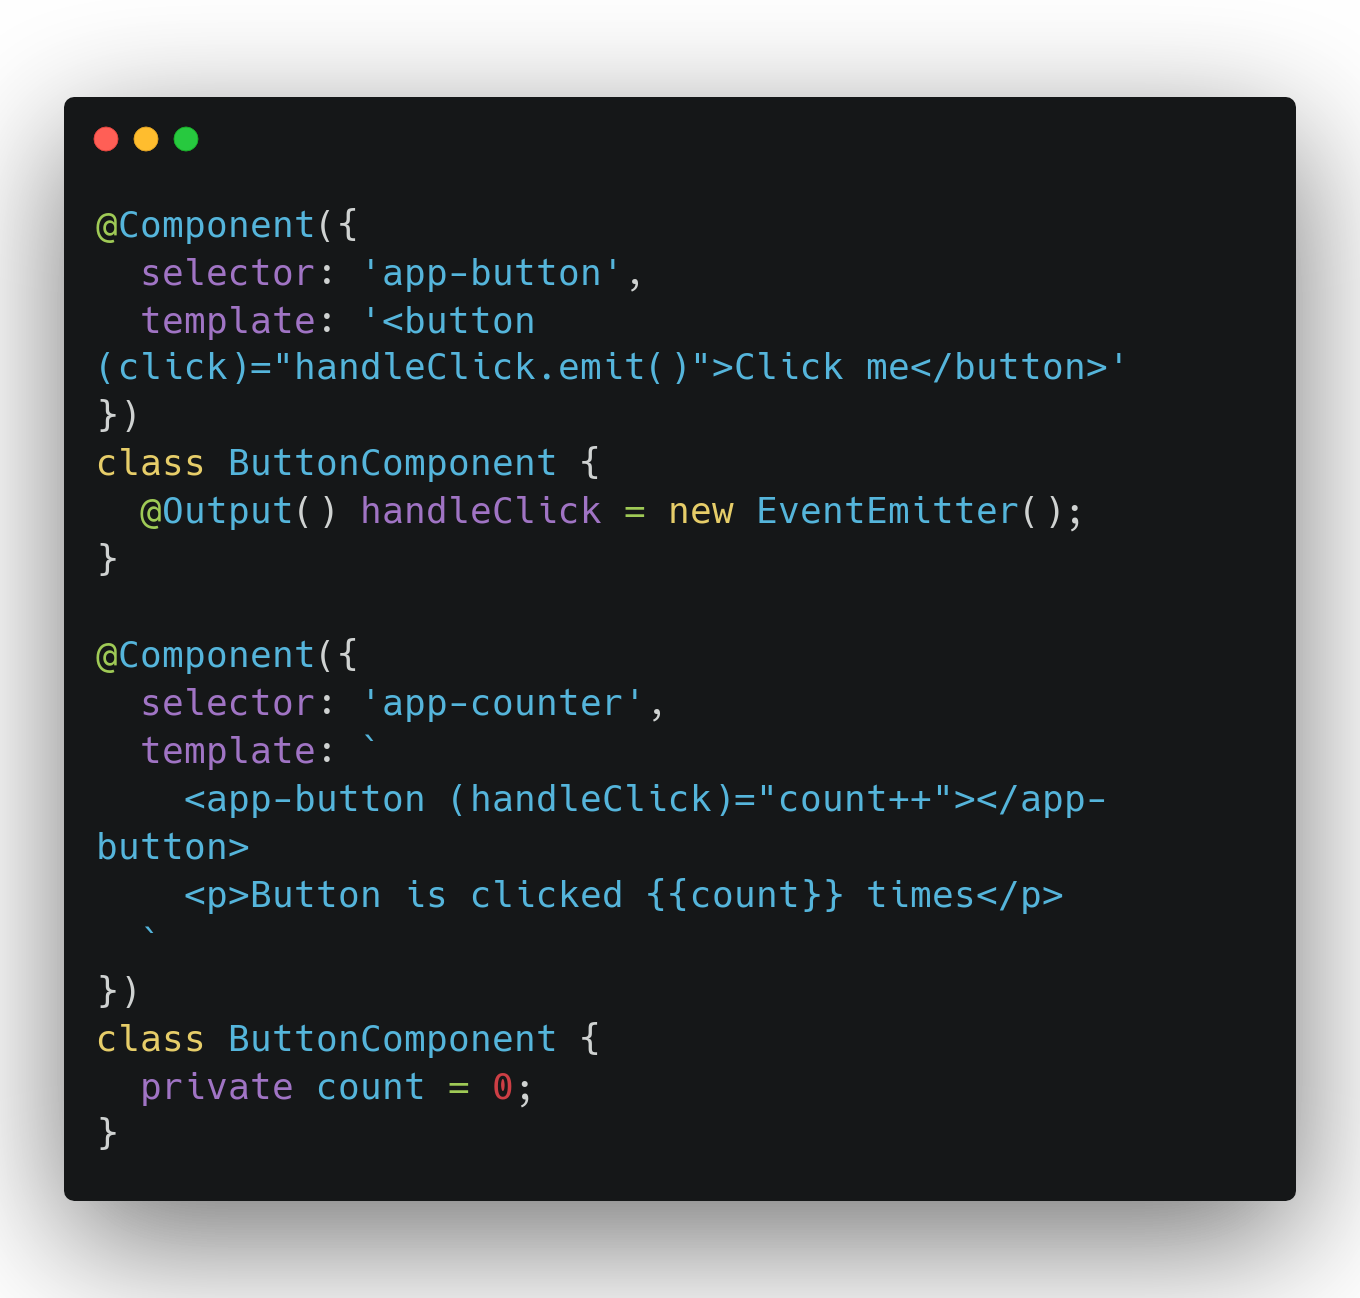 @Component({
  selector: 'app-button',
  template: '<button
(click)="handleClick.emit()">Click me</button>'
})
class ButtonComponent {
  @Output() handleClick = new EventEmitter();
}

@Component({
  selector: 'app-counter',
  template: `
    <app-button (handleClick)="count++"></app-
button>
    <p>Button is clicked {{count}} times</p>
  `
})
class ButtonComponent {
  private count = 0;
}